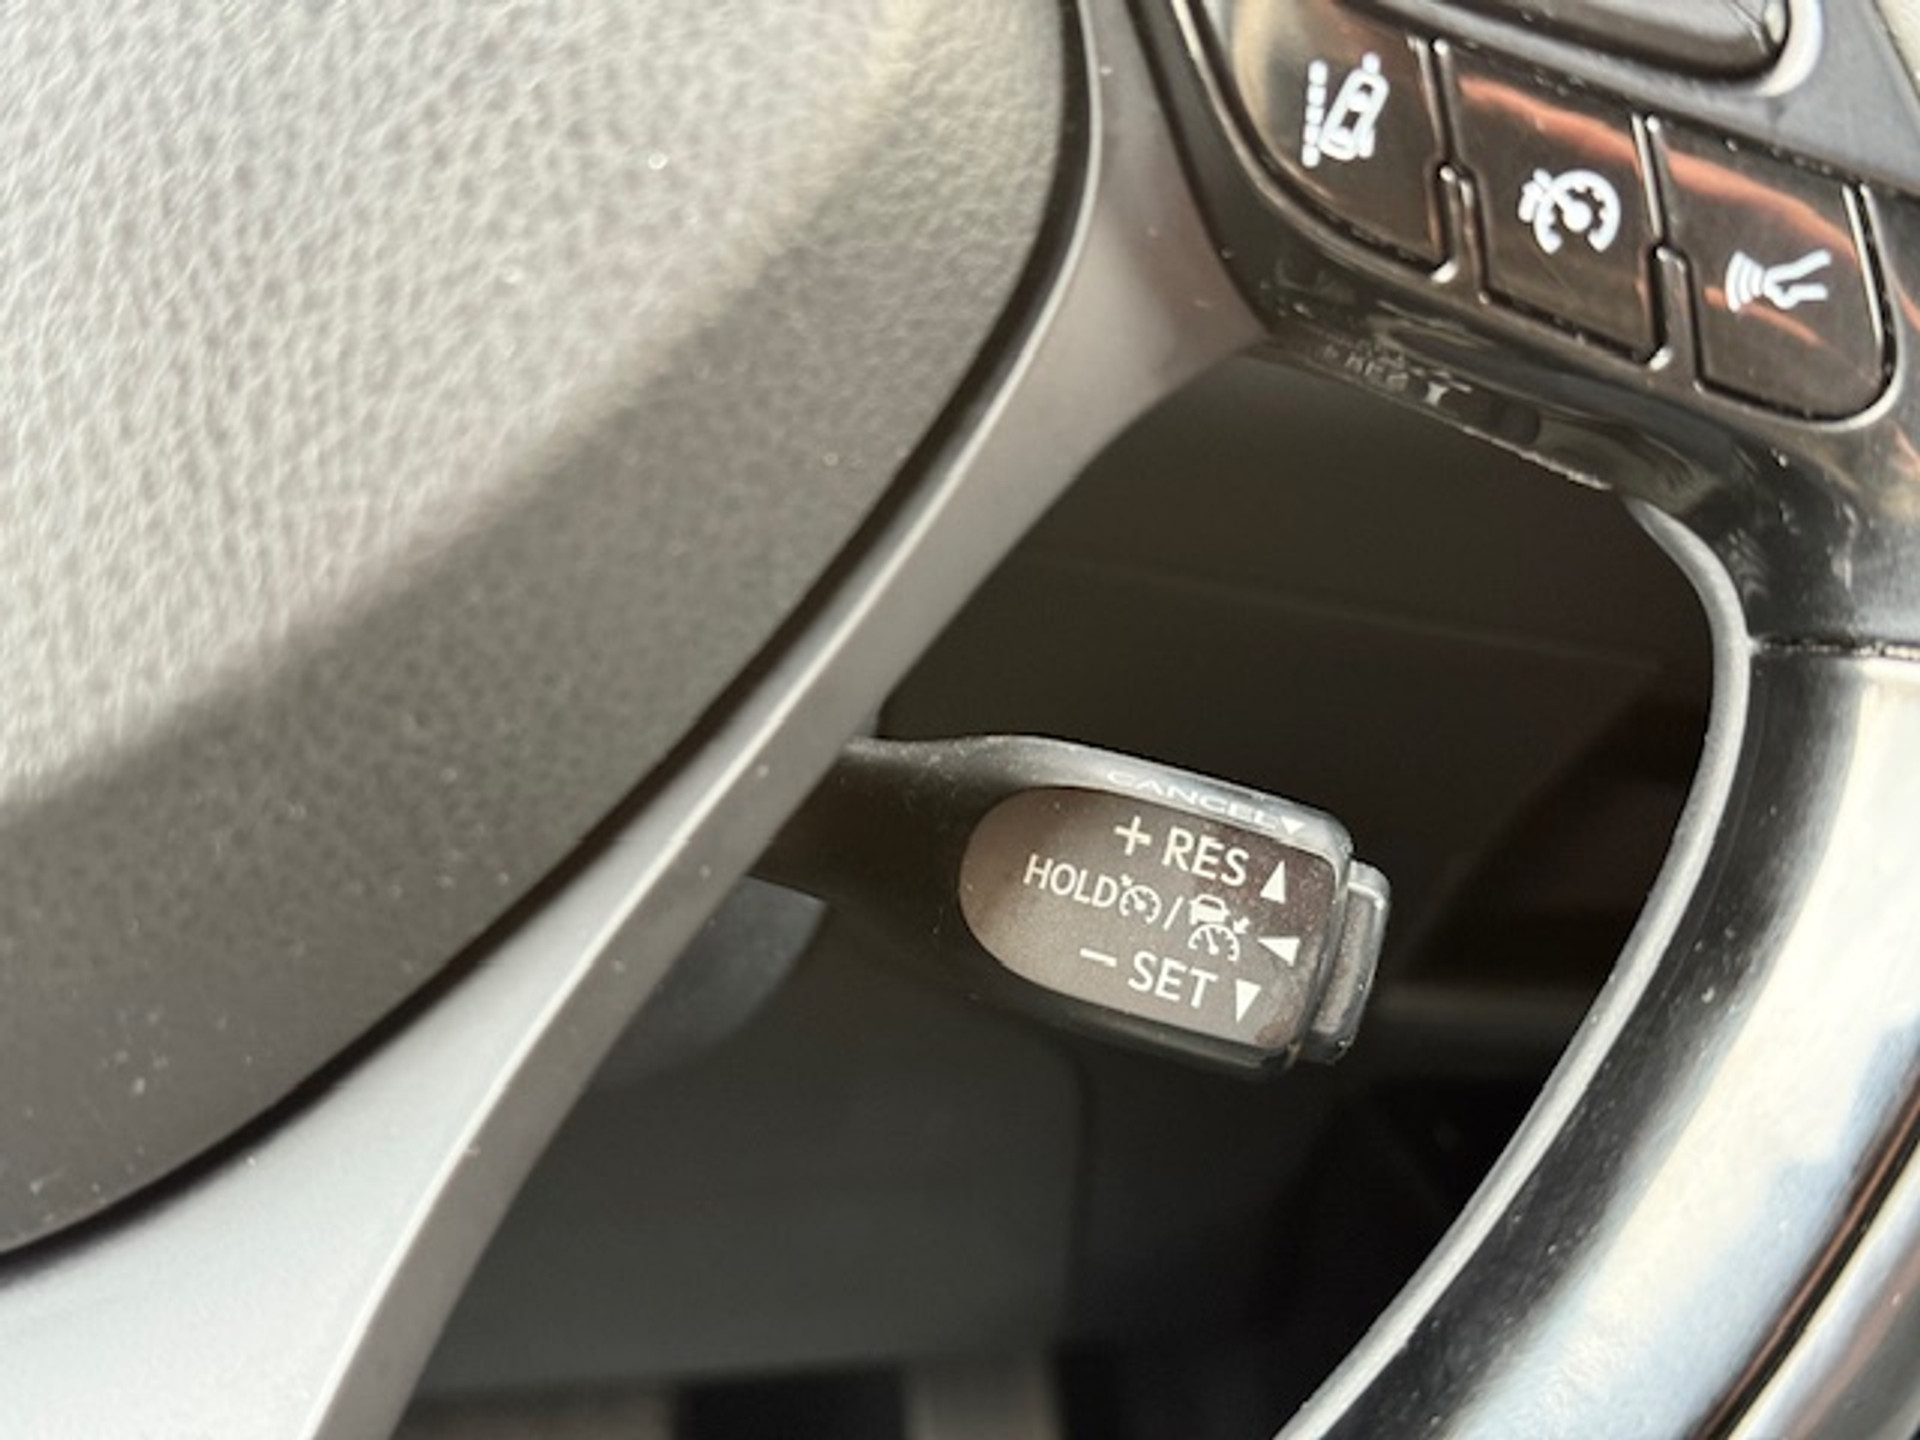 CANCEL
+ RES
HOLD /
– SET